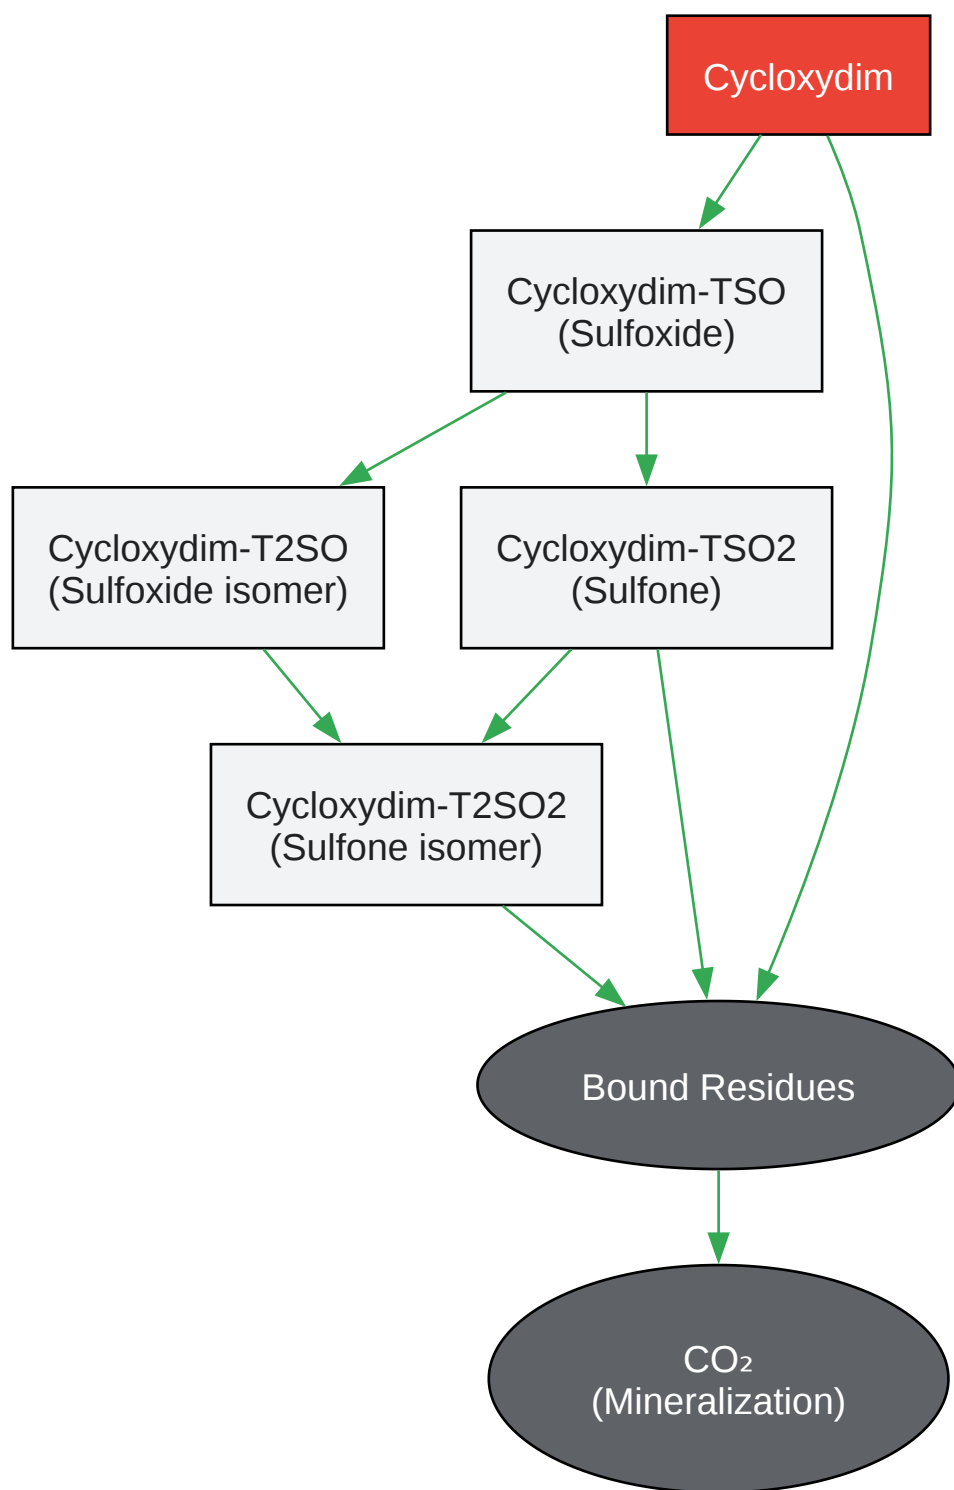 Cycloxydim
Cycloxydim-TSO
(Sulfoxide)
Cycloxydim-T2SO
(Sulfoxide isomer)
Cycloxydim-TSO2
(Sulfone)
Cycloxydim-T2SO2
(Sulfone isomer)
Bound Residues
CO₂
(Mineralization)